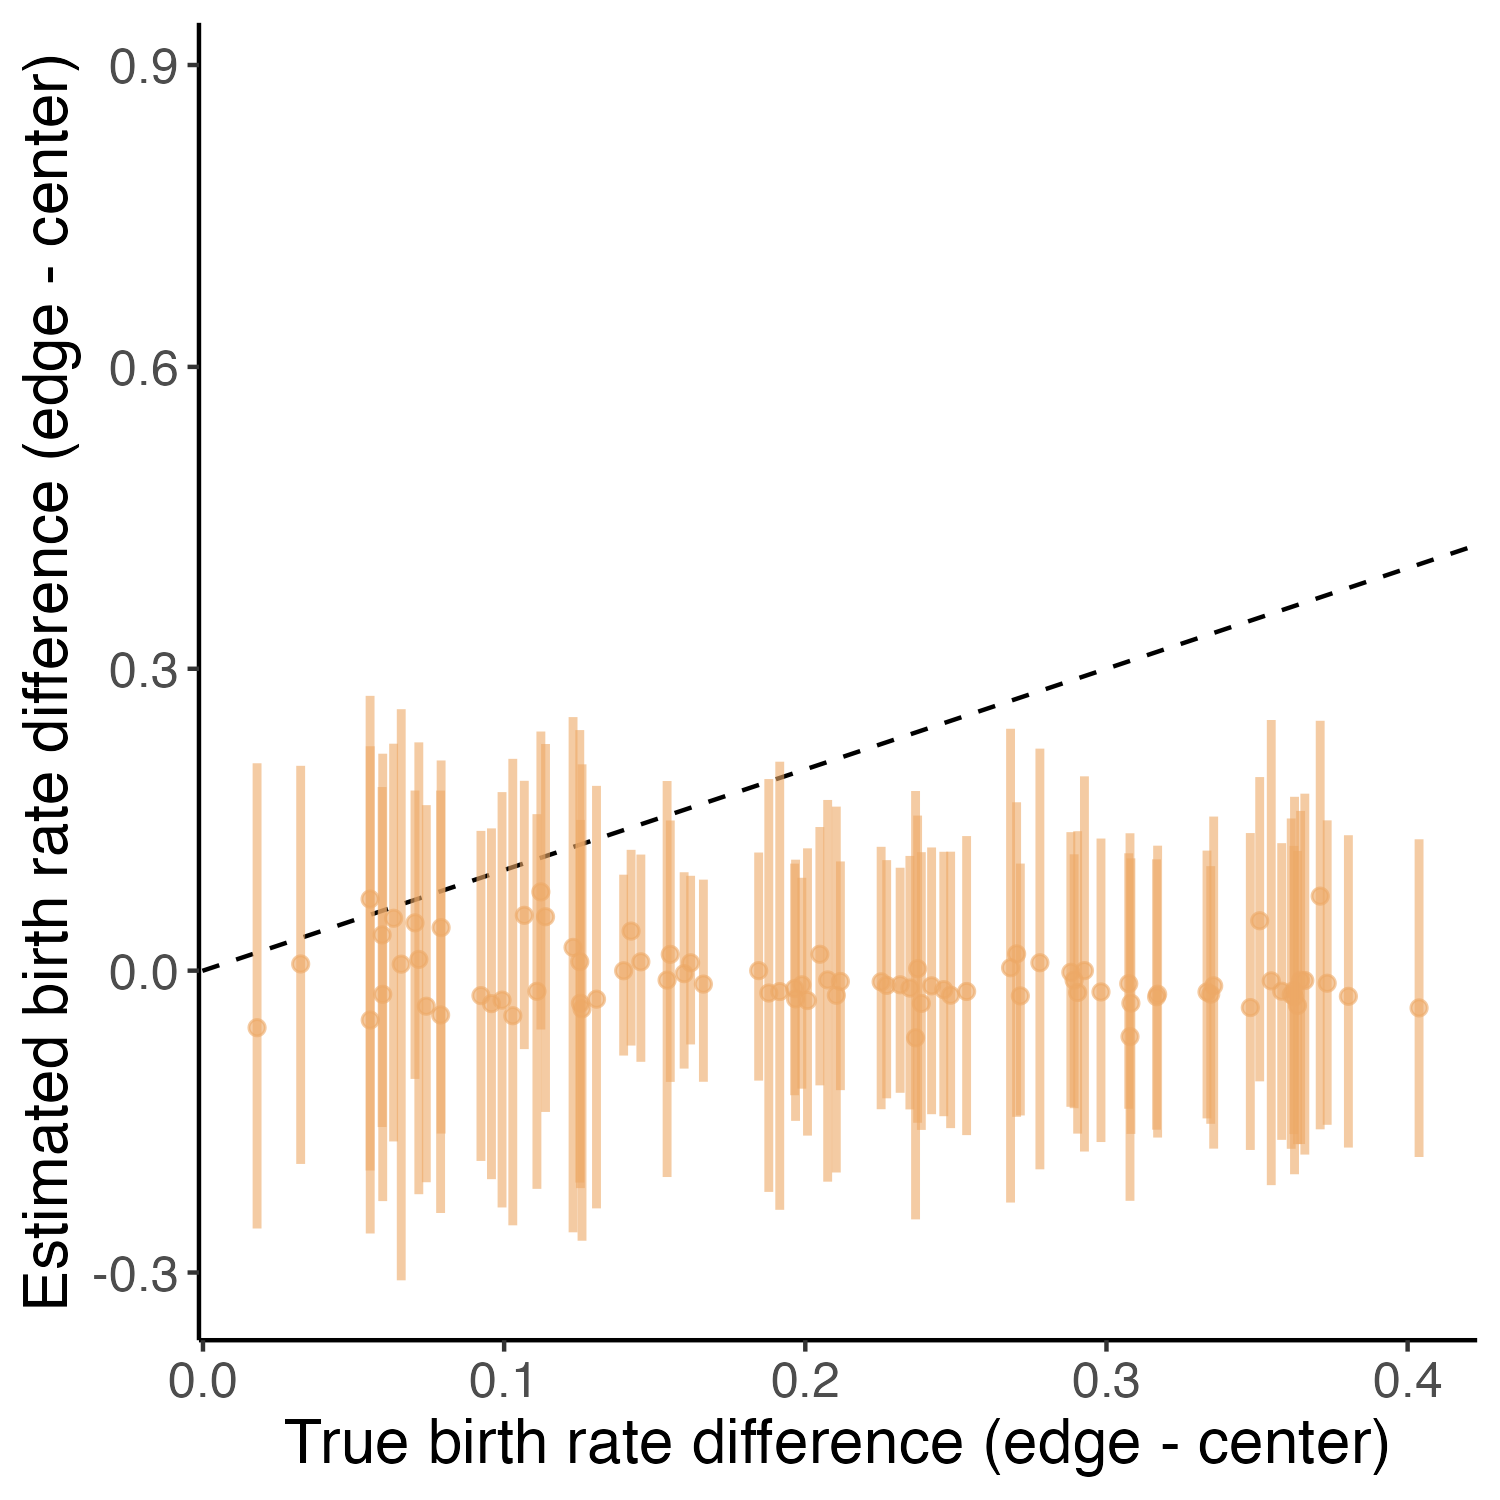 Estimated birth rate difference (edge - center)
0.9
0.6
0.3
0.0
-0.3
0.0 0.1 0.2 0.3 0.4
True birth rate difference (edge - center)